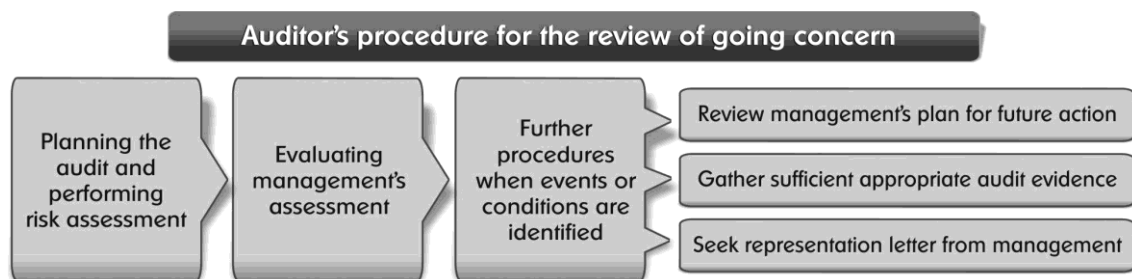 Auditor's procedure for the review of going concern
Planning the
audit and
performing
risk assessment
Evaluating
management's
assessment
Further
procedures
when events or
conditions are
identified
Review management's plan for future action
Gather sufficient appropriate audit evidence
Seek representation letter from management